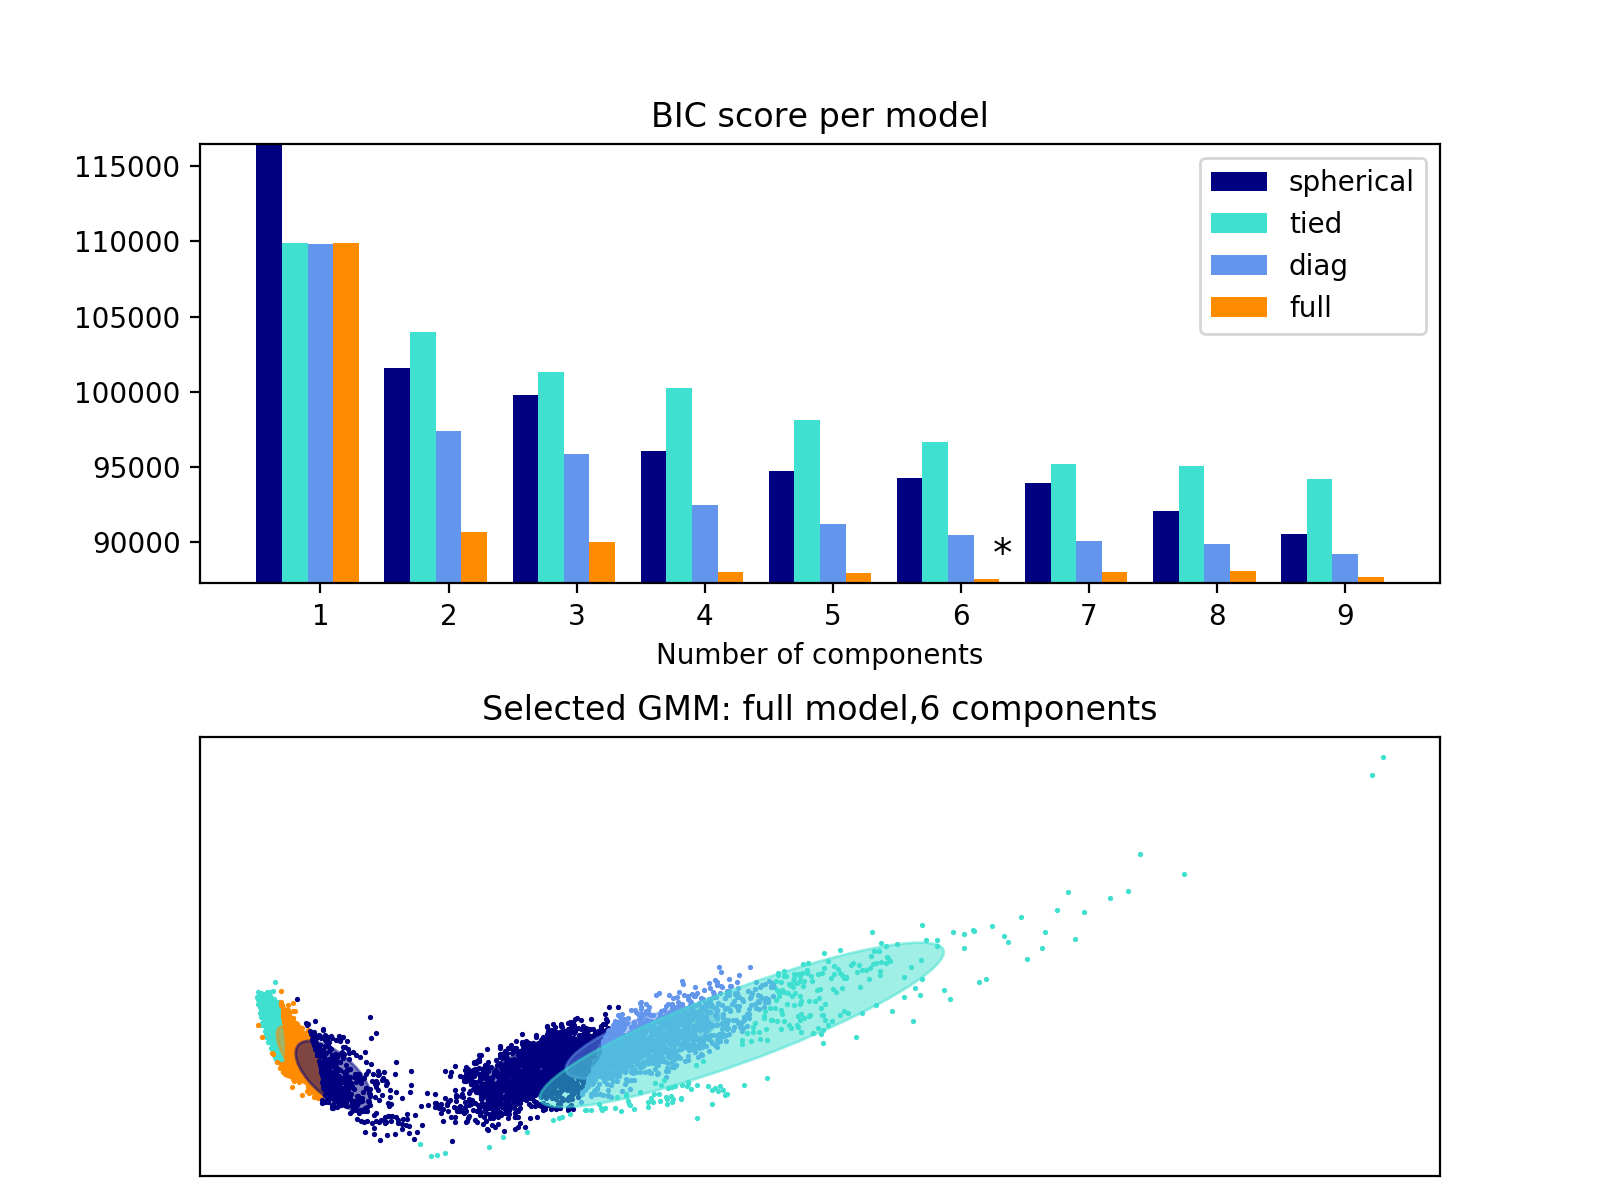 BIC score per model
115000
110000
105000
100000
95000
90000
spherical
tied
diag
full
*
1 2 3 4 5 6 7 8 9
Number of components
Selected GMM: full model,6 components